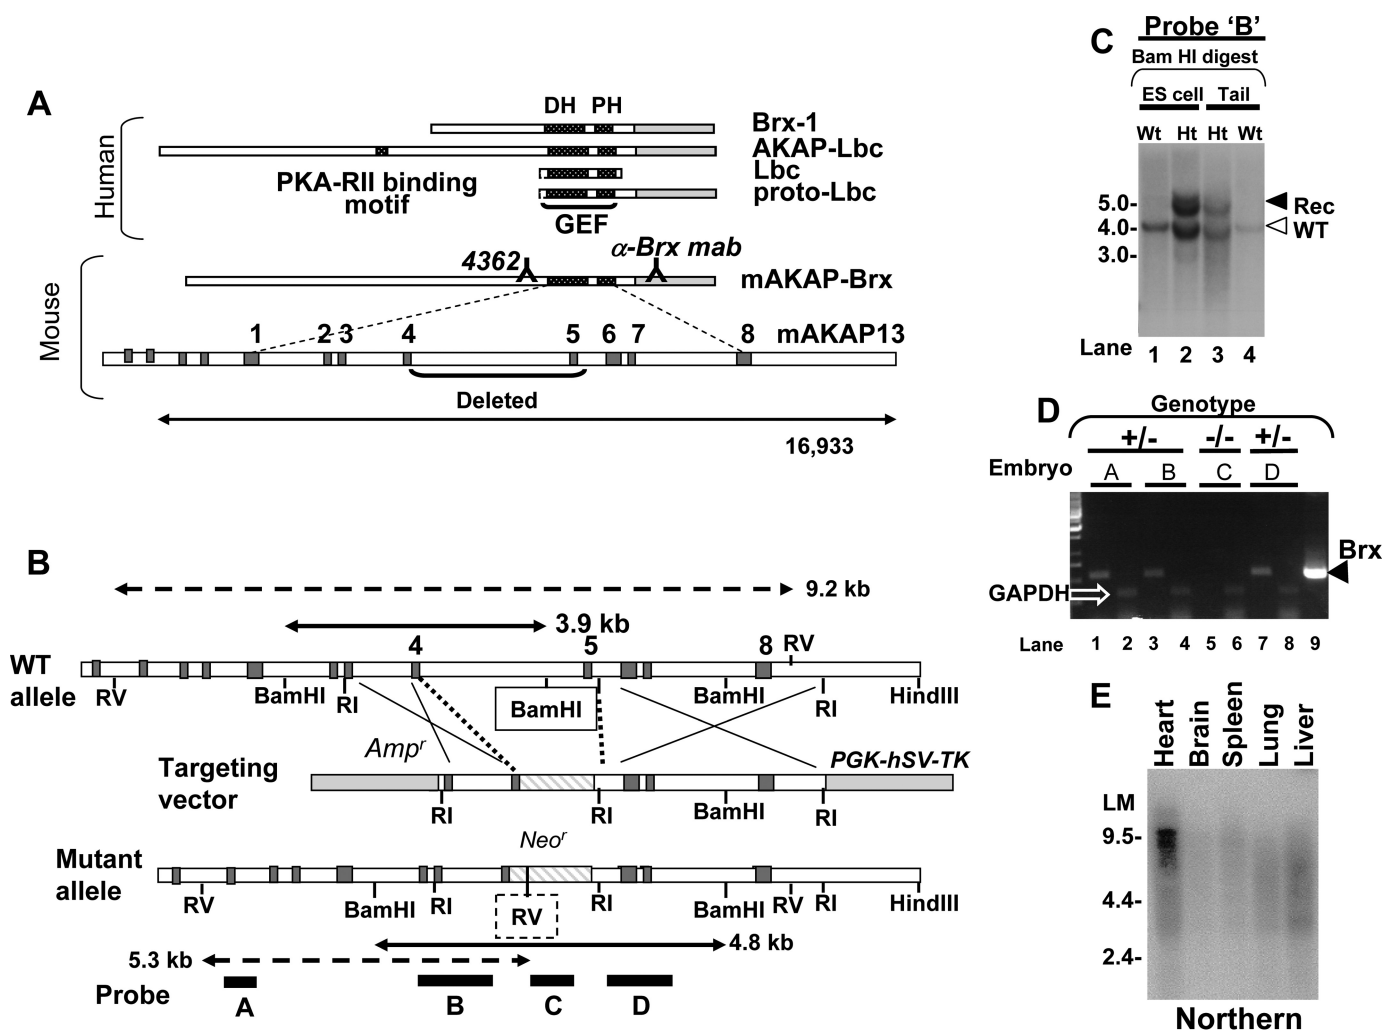 A
Human
DH PH
Brx-1
AKAP-Lbc
Lbc
proto-Lbc
PKA-RII binding
motif
GEF
Mouse
4362
α-Brx mab
mAKAP-Brx
1 2 3 4 5 6 7 8 mAKAP13
Deleted
16,933
B
9.2 kb
3.9 kb
4 5 8 RV
WT
allele
RV BamHI RI BamHI BamHI RI HindIII
Ampʳ
PGK-hSV-TK
Targeting
vector
RI RI BamHI RI
Neoʳ
Mutant
allele
RV BamHI RI RV RI BamHI RV RI HindIII
4.8 kb
5.3 kb
Probe A B C D
C
Probe ‘B’
Bam HI digest
ES cell Tail
Wt Ht Ht Wt
5.0-
4.0-
3.0-
Rec
WT
Lane 1 2 3 4
D
Genotype
+/- -/- +/-
Embryo A B C D
Brx
GAPDH
Lane 1 2 3 4 5 6 7 8 9
E
Heart
Brain
Spleen
Lung
Liver
LM
9.5-
4.4-
2.4-
Northern